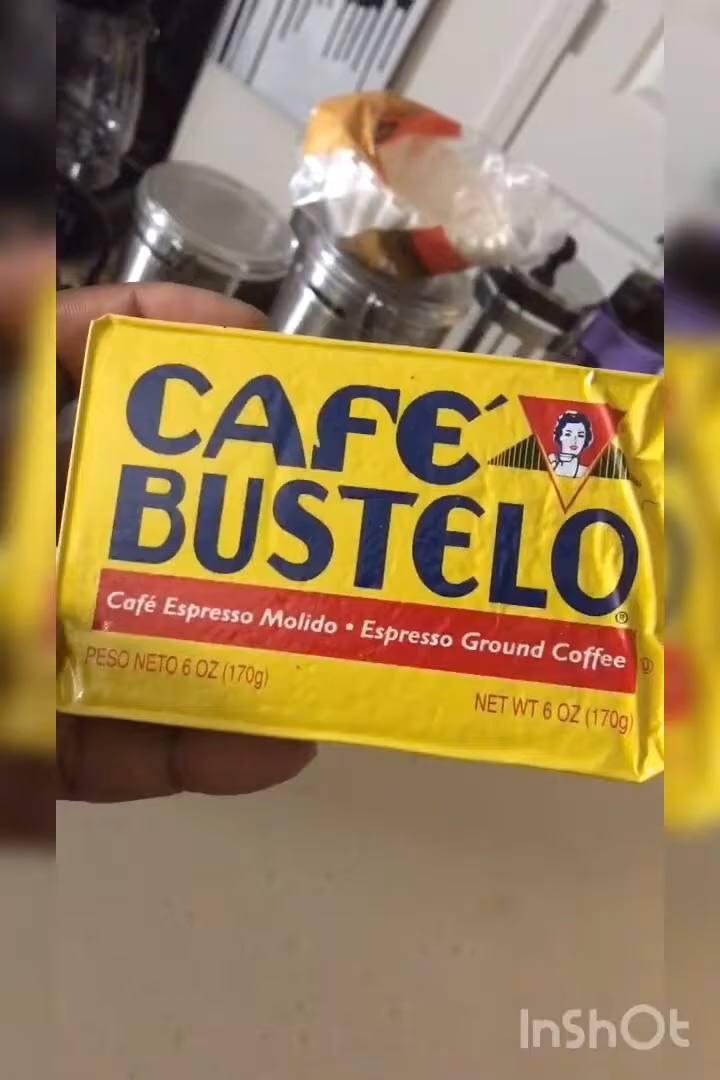 CAFÉ
BUSTELO
®
Café Espresso Molido • Espresso Ground Coffee
PESO NETO 6 OZ (170g)
NET WT 6 OZ (170g)
InShOt